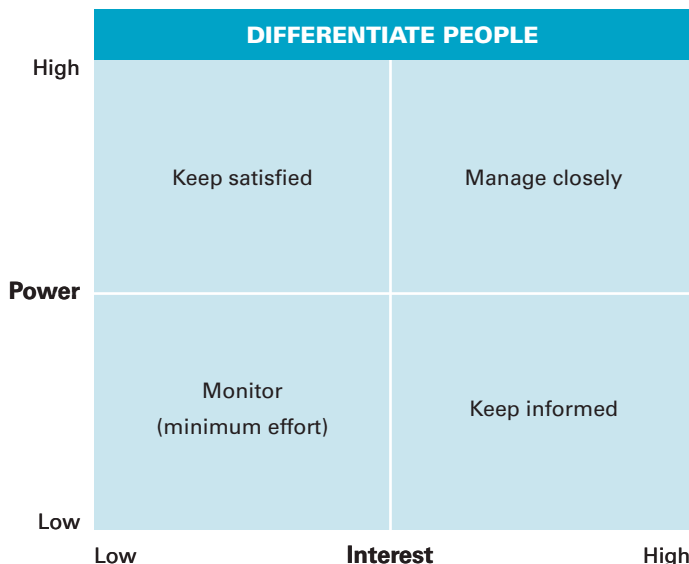 DIFFERENTIATE PEOPLE
High
Keep satisfied
Manage closely
Power
Monitor
(minimum effort)
Keep informed
Low
Low
Interest
High